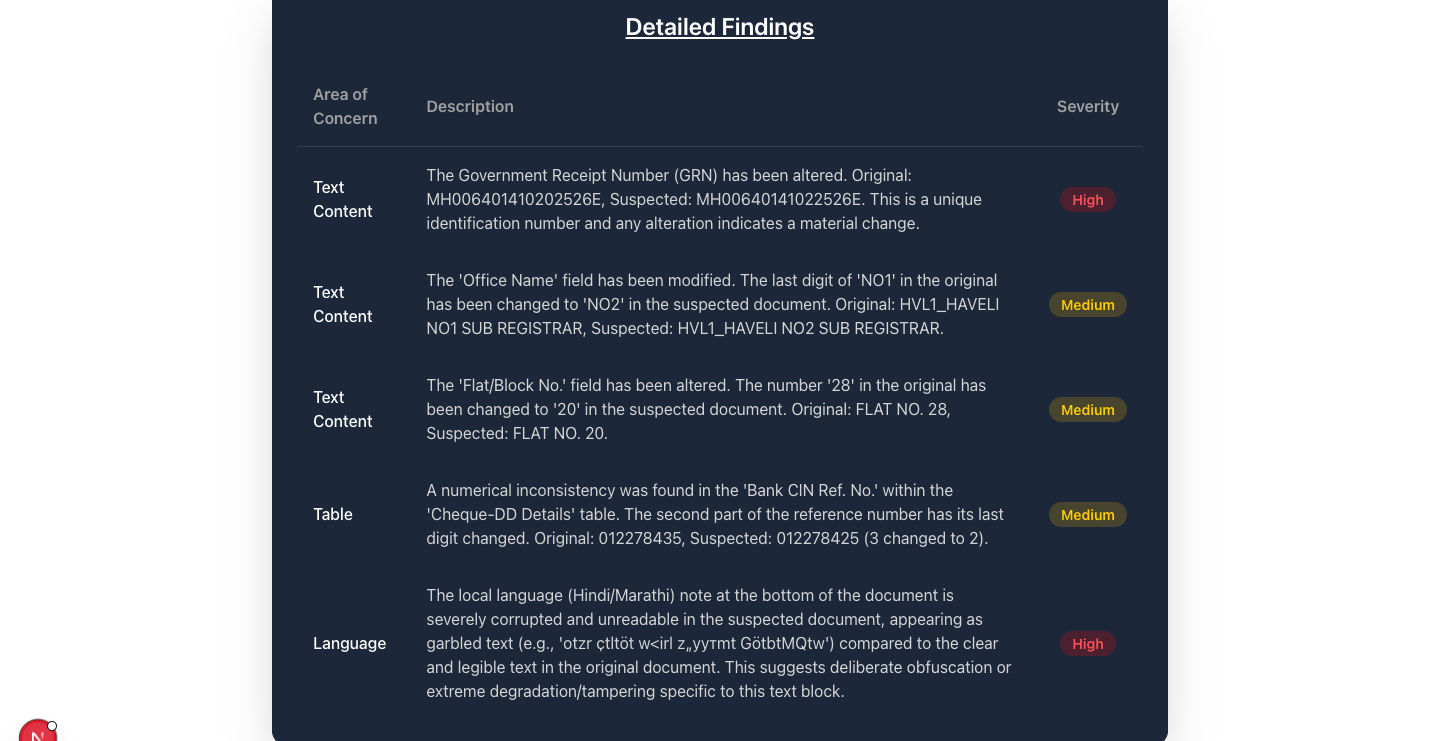 Detailed Findings
Area of
Concern
Description
Severity
Text
Content
The Government Receipt Number (GRN) has been altered. Original:
MH006401410202526E, Suspected: MH00640141022526E. This is a unique
identification number and any alteration indicates a material change.
High
Text
Content
The 'Office Name' field has been modified. The last digit of 'NO1' in the original
has been changed to 'NO2' in the suspected document. Original: HVL1_HAVELI
NO1 SUB REGISTRAR, Suspected: HVL1_HAVELI NO2 SUB REGISTRAR.
Medium
Text
Content
The 'Flat/Block No.' field has been altered. The number '28' in the original has
been changed to '20' in the suspected document. Original: FLAT NO. 28,
Suspected: FLAT NO. 20.
Medium
Table
A numerical inconsistency was found in the 'Bank CIN Ref. No.' within the
'Cheque-DD Details' table. The second part of the reference number has its last
digit changed. Original: 012278435, Suspected: 012278425 (3 changed to 2).
Medium
Language
The local language (Hindi/Marathi) note at the bottom of the document is
severely corrupted and unreadable in the suspected document, appearing as
garbled text (e.g., 'otzr çtltöt w<irl z„yyтmt GötbtMQtw') compared to the clear
and legible text in the original document. This suggests deliberate obfuscation or
extreme degradation/tampering specific to this text block.
High
N